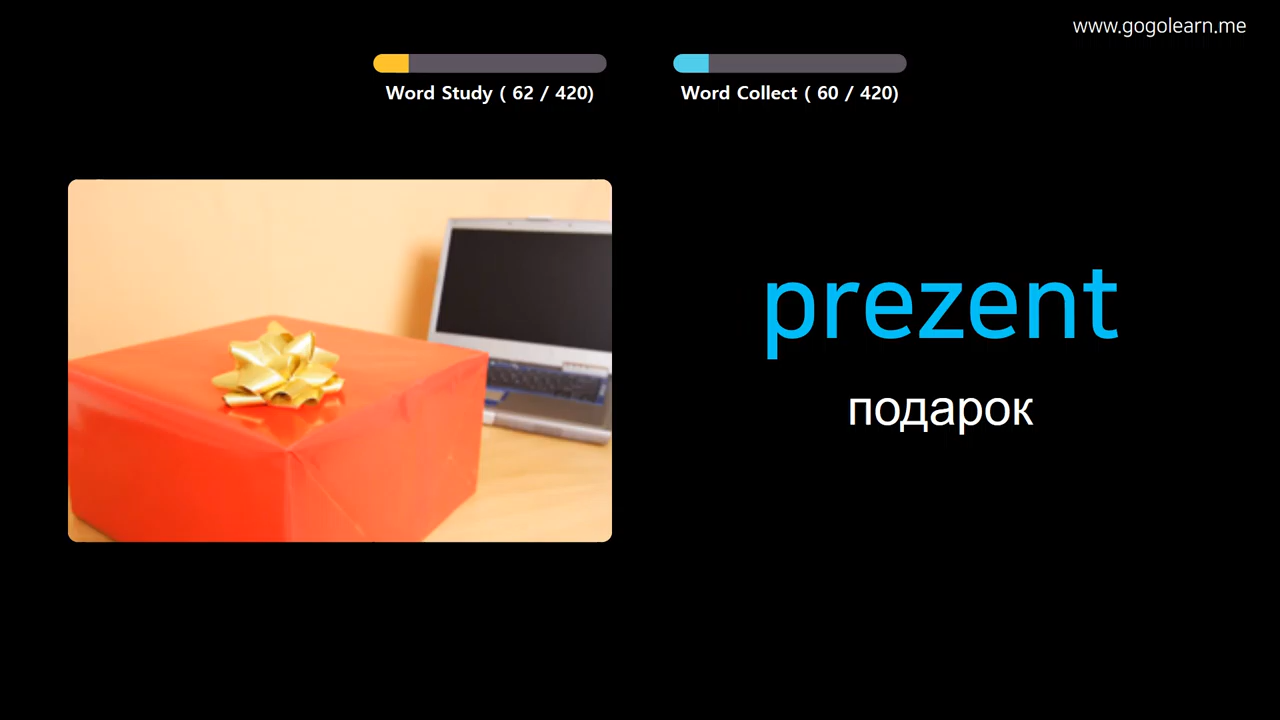 www.gogolearn.me
Word Study ( 62 / 420)
Word Collect ( 60 / 420)
prezent
подарок